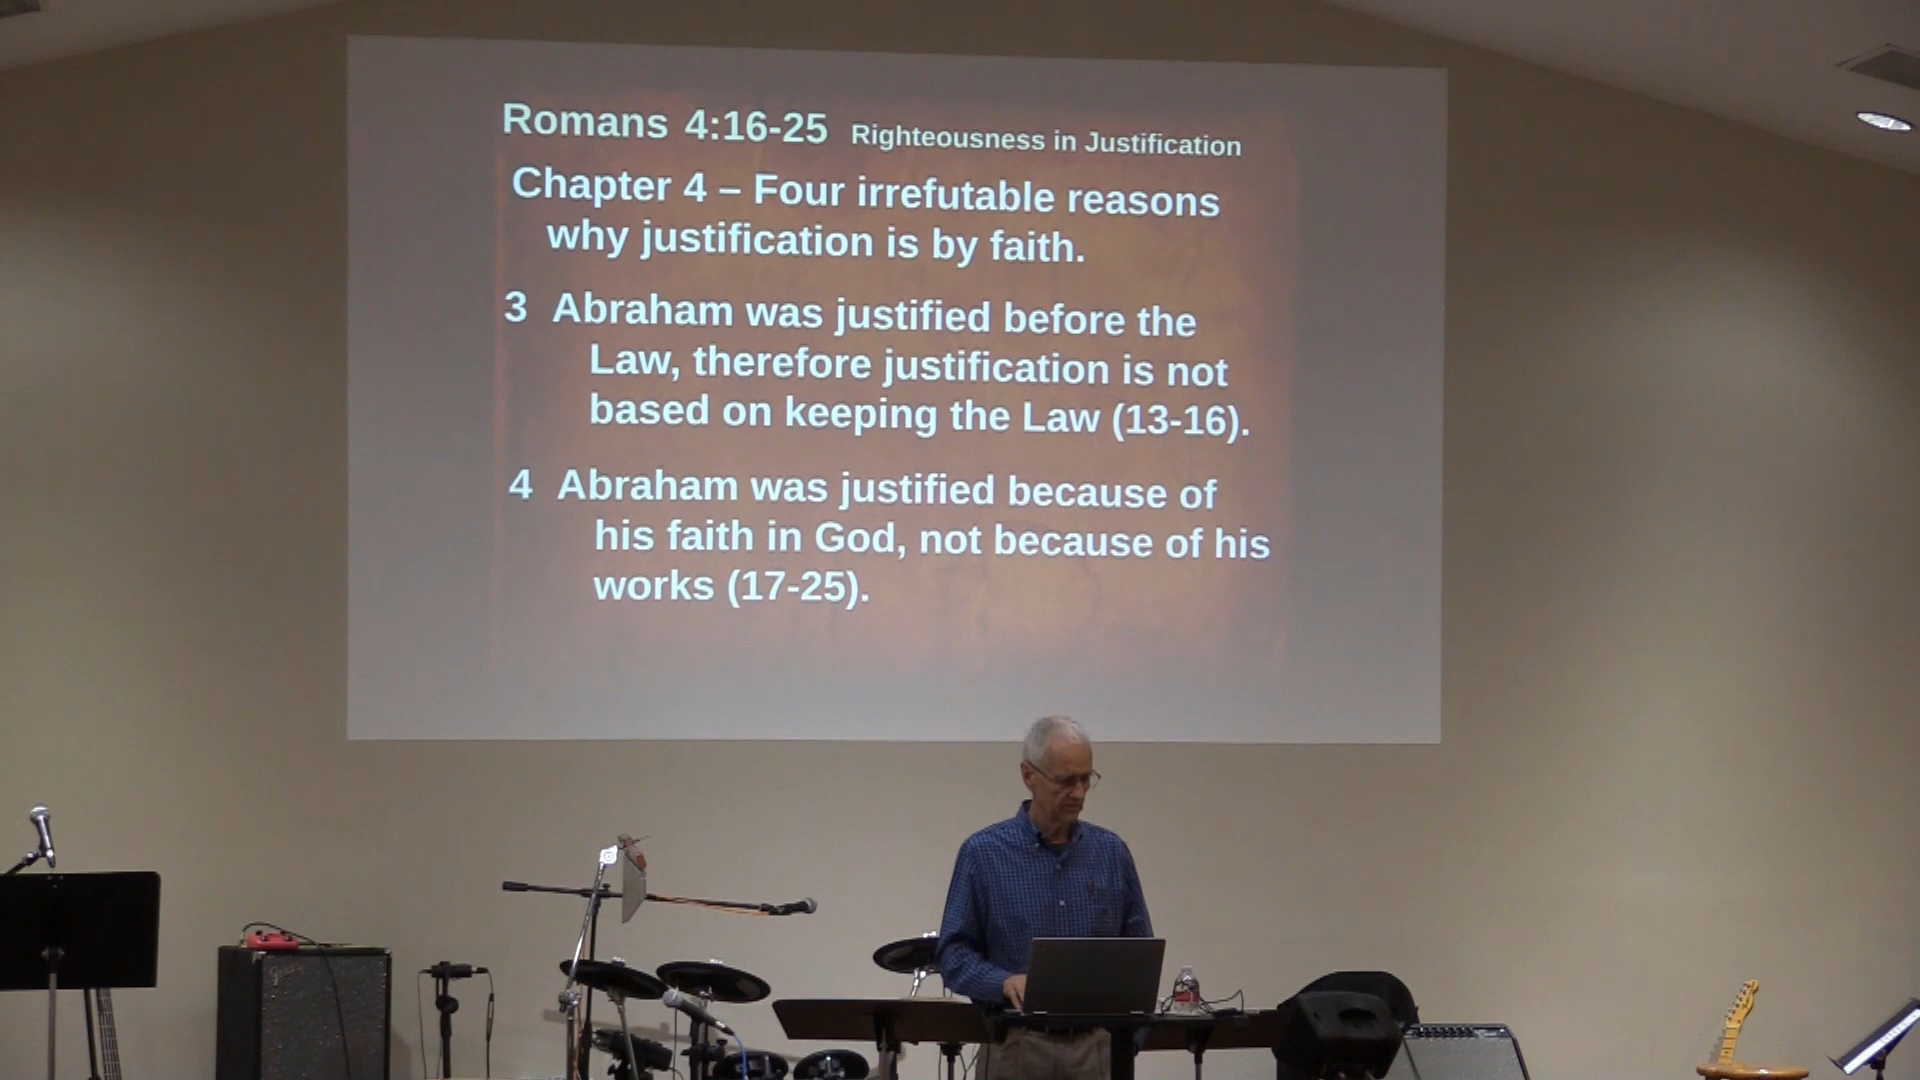 Romans 4:16-25 Righteousness in Justification
Chapter 4 – Four irrefutable reasons
why justification is by faith.
3 Abraham was justified before the
Law, therefore justification is not
based on keeping the Law (13-16).
4 Abraham was justified because of
his faith in God, not because of his
works (17-25).